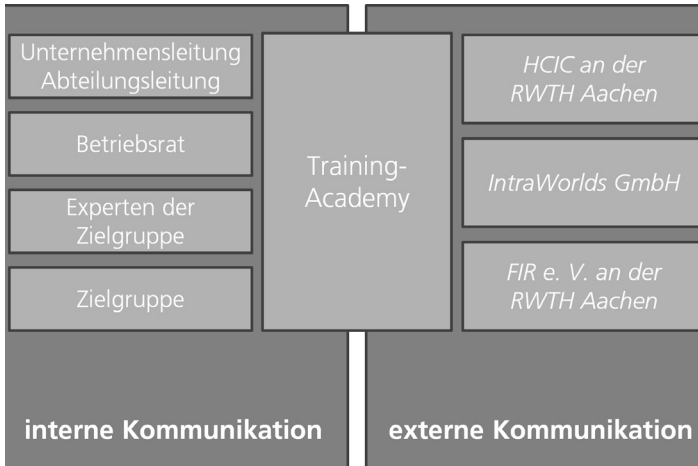 Unternehmensleitung
Abteilungsleitung
Betriebsrat
Experten der
Zielgruppe
Zielgruppe
Training-
Academy
HCIC an der
RWTH Aachen
IntraWorlds GmbH
FIR e. V. an der
RWTH Aachen
interne Kommunikation
externe Kommunikation